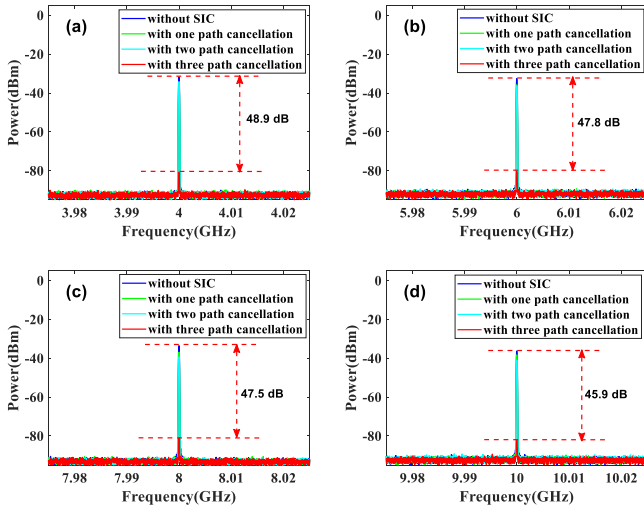 (a)
without SIC
with one path cancellation
with two path cancellation
with three path cancellation
48.9 dB
0
-20
-40
-60
-80
Power(dBm)
3.98 3.99 4 4.01 4.02
Frequency(GHz)
(b)
without SIC
with one path cancellation
with two path cancellation
with three path cancellation
47.8 dB
0
-20
-40
-60
-80
Power(dBm)
5.98 5.99 6 6.01 6.02
Frequency(GHz)
(c)
without SIC
with one path cancellation
with two path cancellation
with three path cancellation
47.5 dB
0
-20
-40
-60
-80
Power(dBm)
7.98 7.99 8 8.01 8.02
Frequency(GHz)
(d)
without SIC
with one path cancellation
with two path cancellation
with three path cancellation
45.9 dB
0
-20
-40
-60
-80
Power(dBm)
9.98 9.99 10 10.01 10.02
Frequency(GHz)